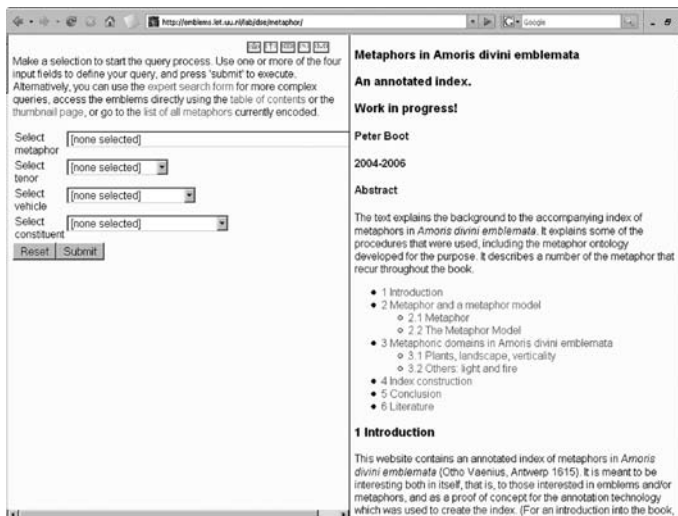 http://emblems.let.uu.nl/lab/dse/metaphor/
Google
Make a selection to start the query process. Use one or more of the four
input fields to define your query, and press 'submit' to execute.
Alternatively, you can use the expert search form for more complex
queries, access the emblems directly using the table of contents or the
thumbnail page, or go to the list of all metaphors currently encoded.
Select metaphor [none selected]
Select tenor [none selected]
Select vehicle [none selected]
Select constituent [none selected]
Reset Submit
Metaphors in Amoris divini emblemata
An annotated index.
Work in progress!
Peter Boot
2004-2006
Abstract
The text explains the background to the accompanying index of
metaphors in Amoris divini emblemata. It explains some of the
procedures that were used, including the metaphor ontology
developed for the purpose. It describes a number of the metaphor that
recur throughout the book.
1 Introduction
2 Metaphor and a metaphor model
2.1 Metaphor
2.2 The Metaphor Model
3 Metaphoric domains in Amoris divini emblemata
3.1 Plants, landscape, verticality
3.2 Others: light and fire
4 Index construction
5 Conclusion
6 Literature
1 Introduction
This website contains an annotated index of metaphors in Amoris
divini emblemata (Otho Vaenius, Antwerp 1615). It is meant to be
interesting both in itself, that is, to those interested in emblems and/or
metaphors, and as a proof of concept for the annotation technology
which was used to create the index. (For an introduction into the book,